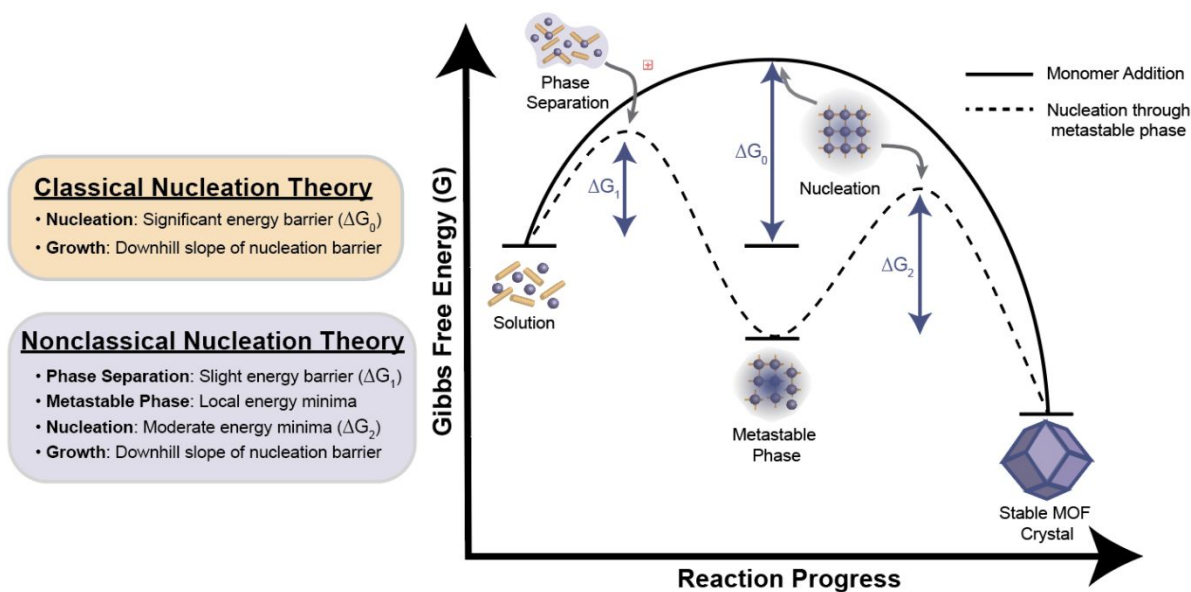 Classical Nucleation Theory
• Nucleation: Significant energy barrier (ΔG₀)
• Growth: Downhill slope of nucleation barrier
Nonclassical Nucleation Theory
• Phase Separation: Slight energy barrier (ΔG₁)
• Metastable Phase: Local energy minima
• Nucleation: Moderate energy minima (ΔG₂)
• Growth: Downhill slope of nucleation barrier
Gibbs Free Energy (G)
Phase
Separation
Monomer Addition
Nucleation through
metastable phase
ΔG₀
ΔG₁
Nucleation
ΔG₂
Solution
Metastable
Phase
Stable MOF
Crystal
Reaction Progress